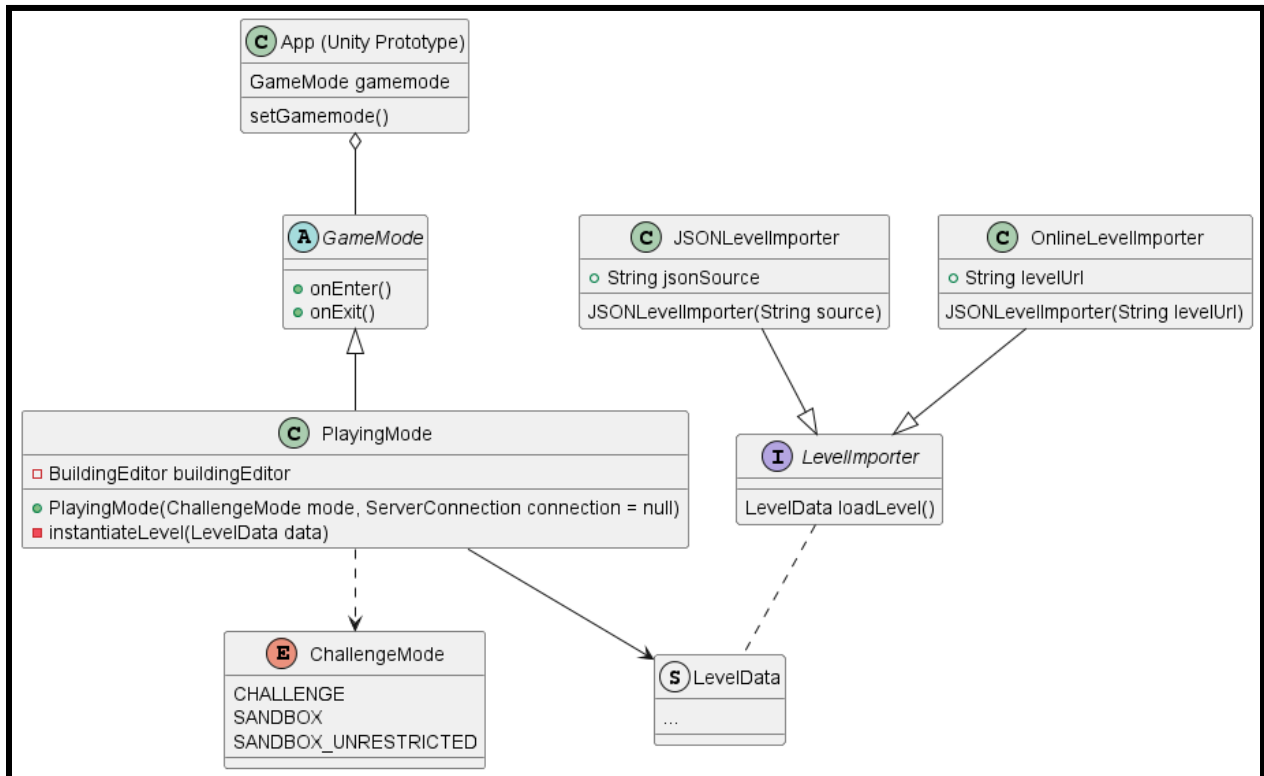 C App (Unity Prototype)
GameMode gamemode
setGamemode()
A GameMode
onEnter()
onExit()
C JSONLevelImporter
String jsonSource
JSONLevelImporter(String source)
C OnlineLevelImporter
String levelUrl
JSONLevelImporter(String levelUrl)
C PlayingMode
BuildingEditor buildingEditor
PlayingMode(ChallengeMode mode, ServerConnection connection = null)
instantiateLevel(LevelData data)
I LevelImporter
LevelData loadLevel()
E ChallengeMode
CHALLENGE
SANDBOX
SANDBOX_UNRESTRICTED
S LevelData
...